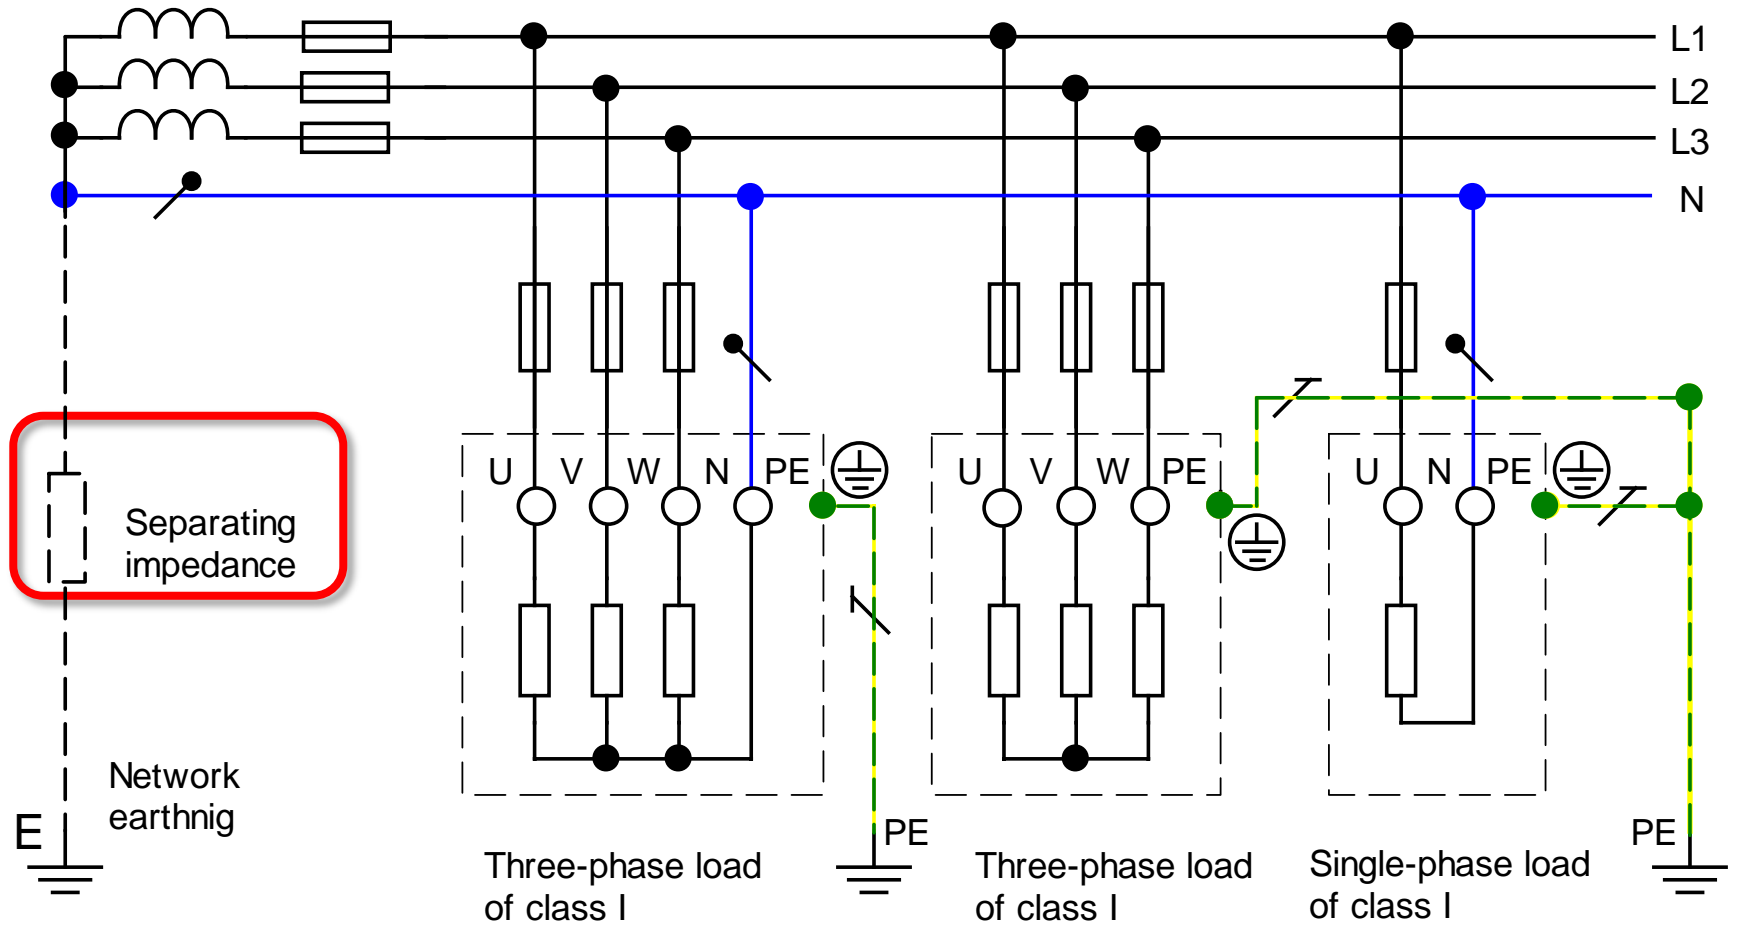 L1
L2
L3
N
U V W N PE
U V W PE
U N PE
Separating
impedance
Network
earthnig
E
PE
PE
Three-phase load
of class I
Three-phase load
of class I
Single-phase load
of class I